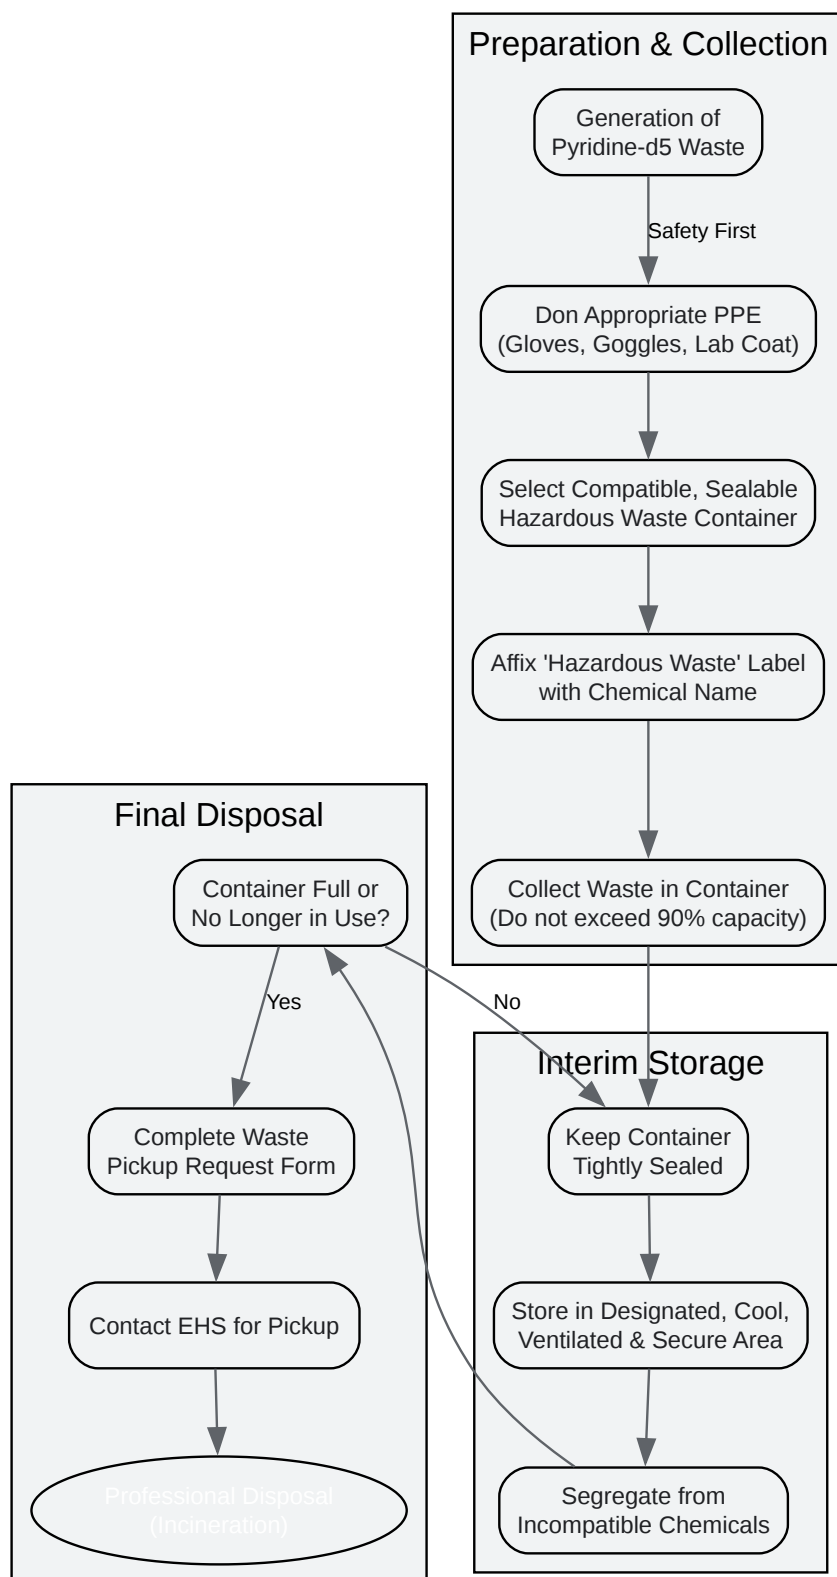 Preparation & Collection
Generation of
Pyridine-d5 Waste
Safety First
Don Appropriate PPE
(Gloves, Goggles, Lab Coat)
Select Compatible, Sealable
Hazardous Waste Container
Affix 'Hazardous Waste' Label
with Chemical Name
Collect Waste in Container
(Do not exceed 90% capacity)
Interim Storage
Keep Container
Tightly Sealed
Store in Designated, Cool,
Ventilated & Secure Area
Segregate from
Incompatible Chemicals
Final Disposal
Container Full or
No Longer in Use?
Yes
No
Complete Waste
Pickup Request Form
Contact EHS for Pickup
Professional Disposal
(Incineration)